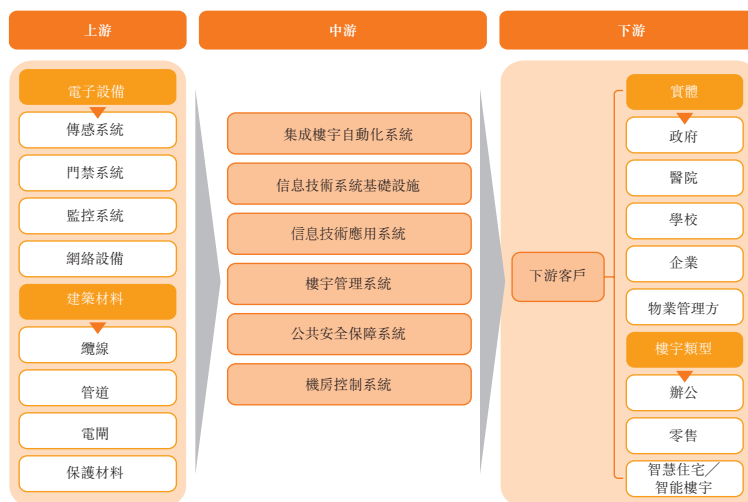 上游
中游
下游
電子設備
傳感系統
門禁系統
監控系統
網絡設備
建築材料
纜線
管道
電閘
保護材料
集成樓宇自動化系統
信息技術系統基礎設施
信息技術應用系統
樓宇管理系統
公共安全保障系統
機房控制系統
下游客戶
實體
政府
醫院
學校
企業
物業管理方
樓宇類型
辦公
零售
智慧住宅╱
智能樓宇